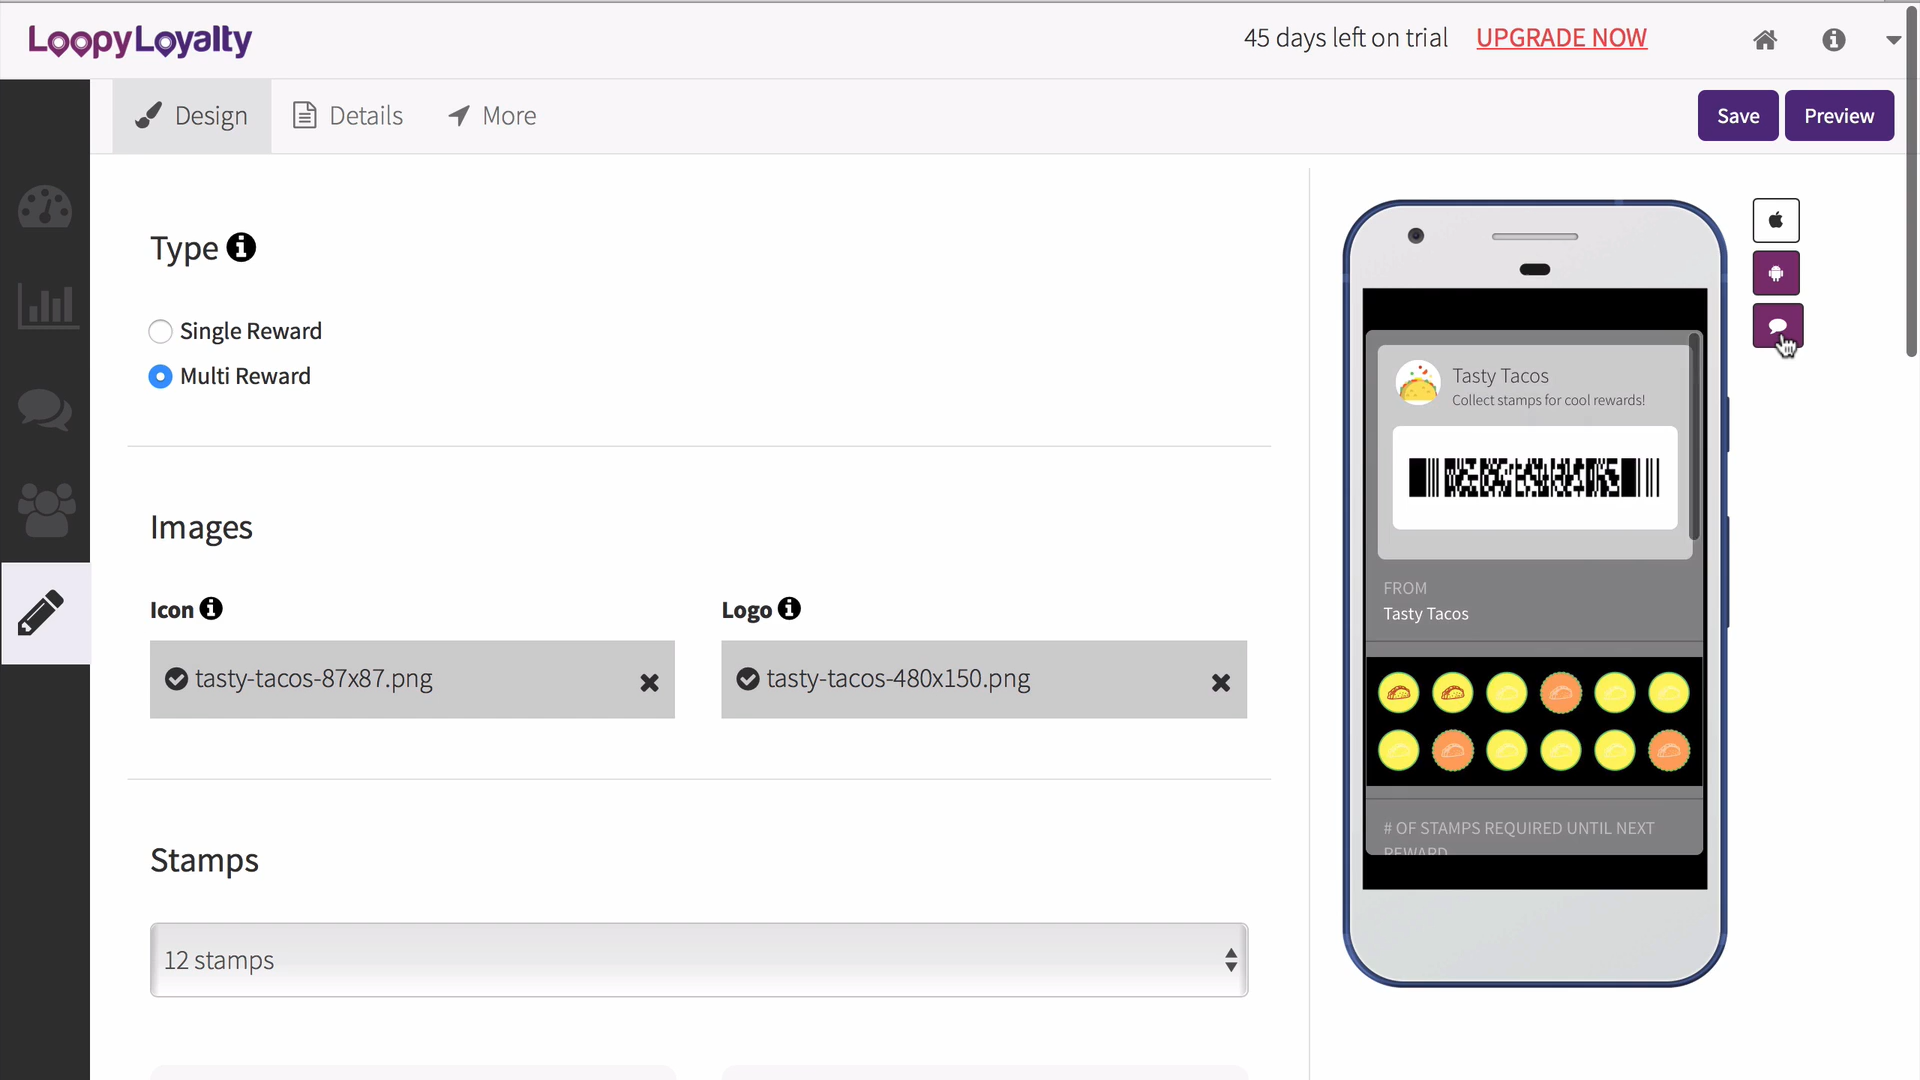 LoopyLoyalty
45 days left on trial UPGRADE NOW
Design Details More
Save Preview
Type
Single Reward
Multi Reward
Images
Icon Logo
tasty-tacos-87x87.png tasty-tacos-480x150.png
Stamps
12 stamps
Tasty Tacos
Collect stamps for cool rewards!
FROM
Tasty Tacos
# OF STAMPS REQUIRED UNTIL NEXT
REWARD